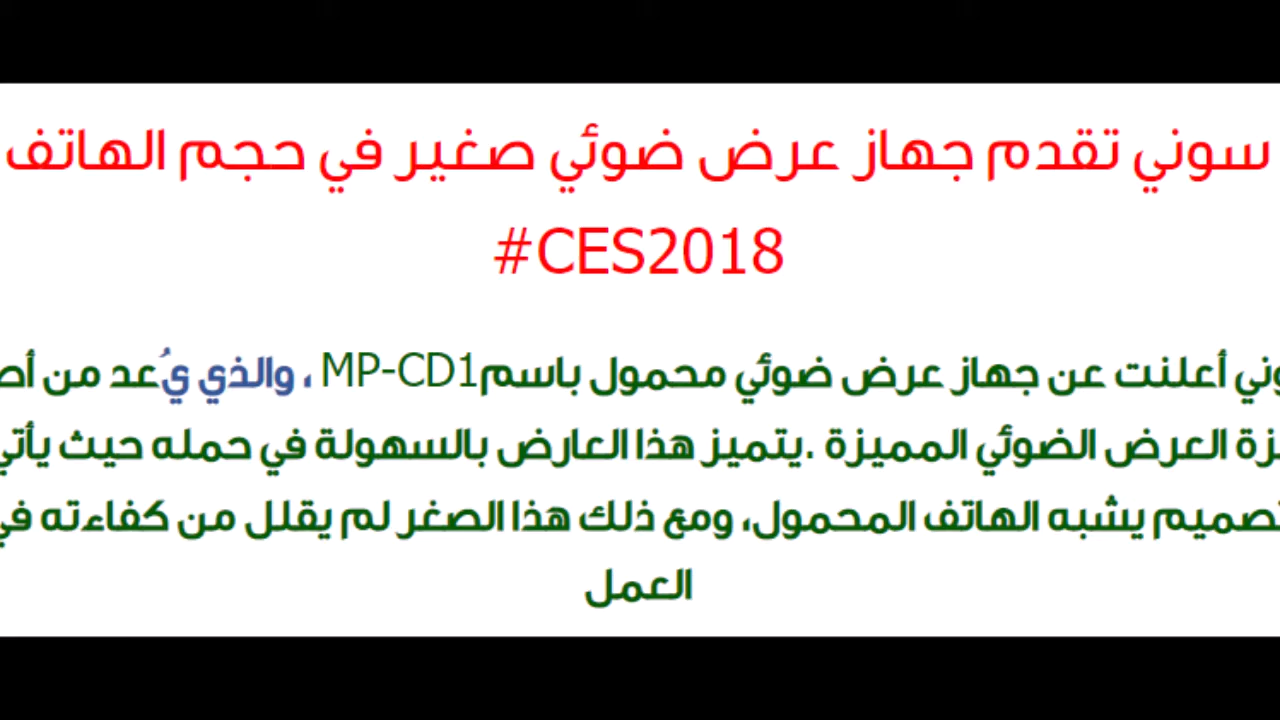 سوني تقدم جهاز عرض ضوئي صغير في حجم الهاتف
#CES2018
أعلنت عن جهاز عرض ضوئي محمول باسمMP-CD1 ، والذي يُعد من
العرض الضوئي المميزة .يتميز هذا العارض بالسهولة في حمله حيث يأتي
تصميم يشبه الهاتف المحمول، ومع ذلك هذا الصغر لم يقلل من كفاءته في
العمل